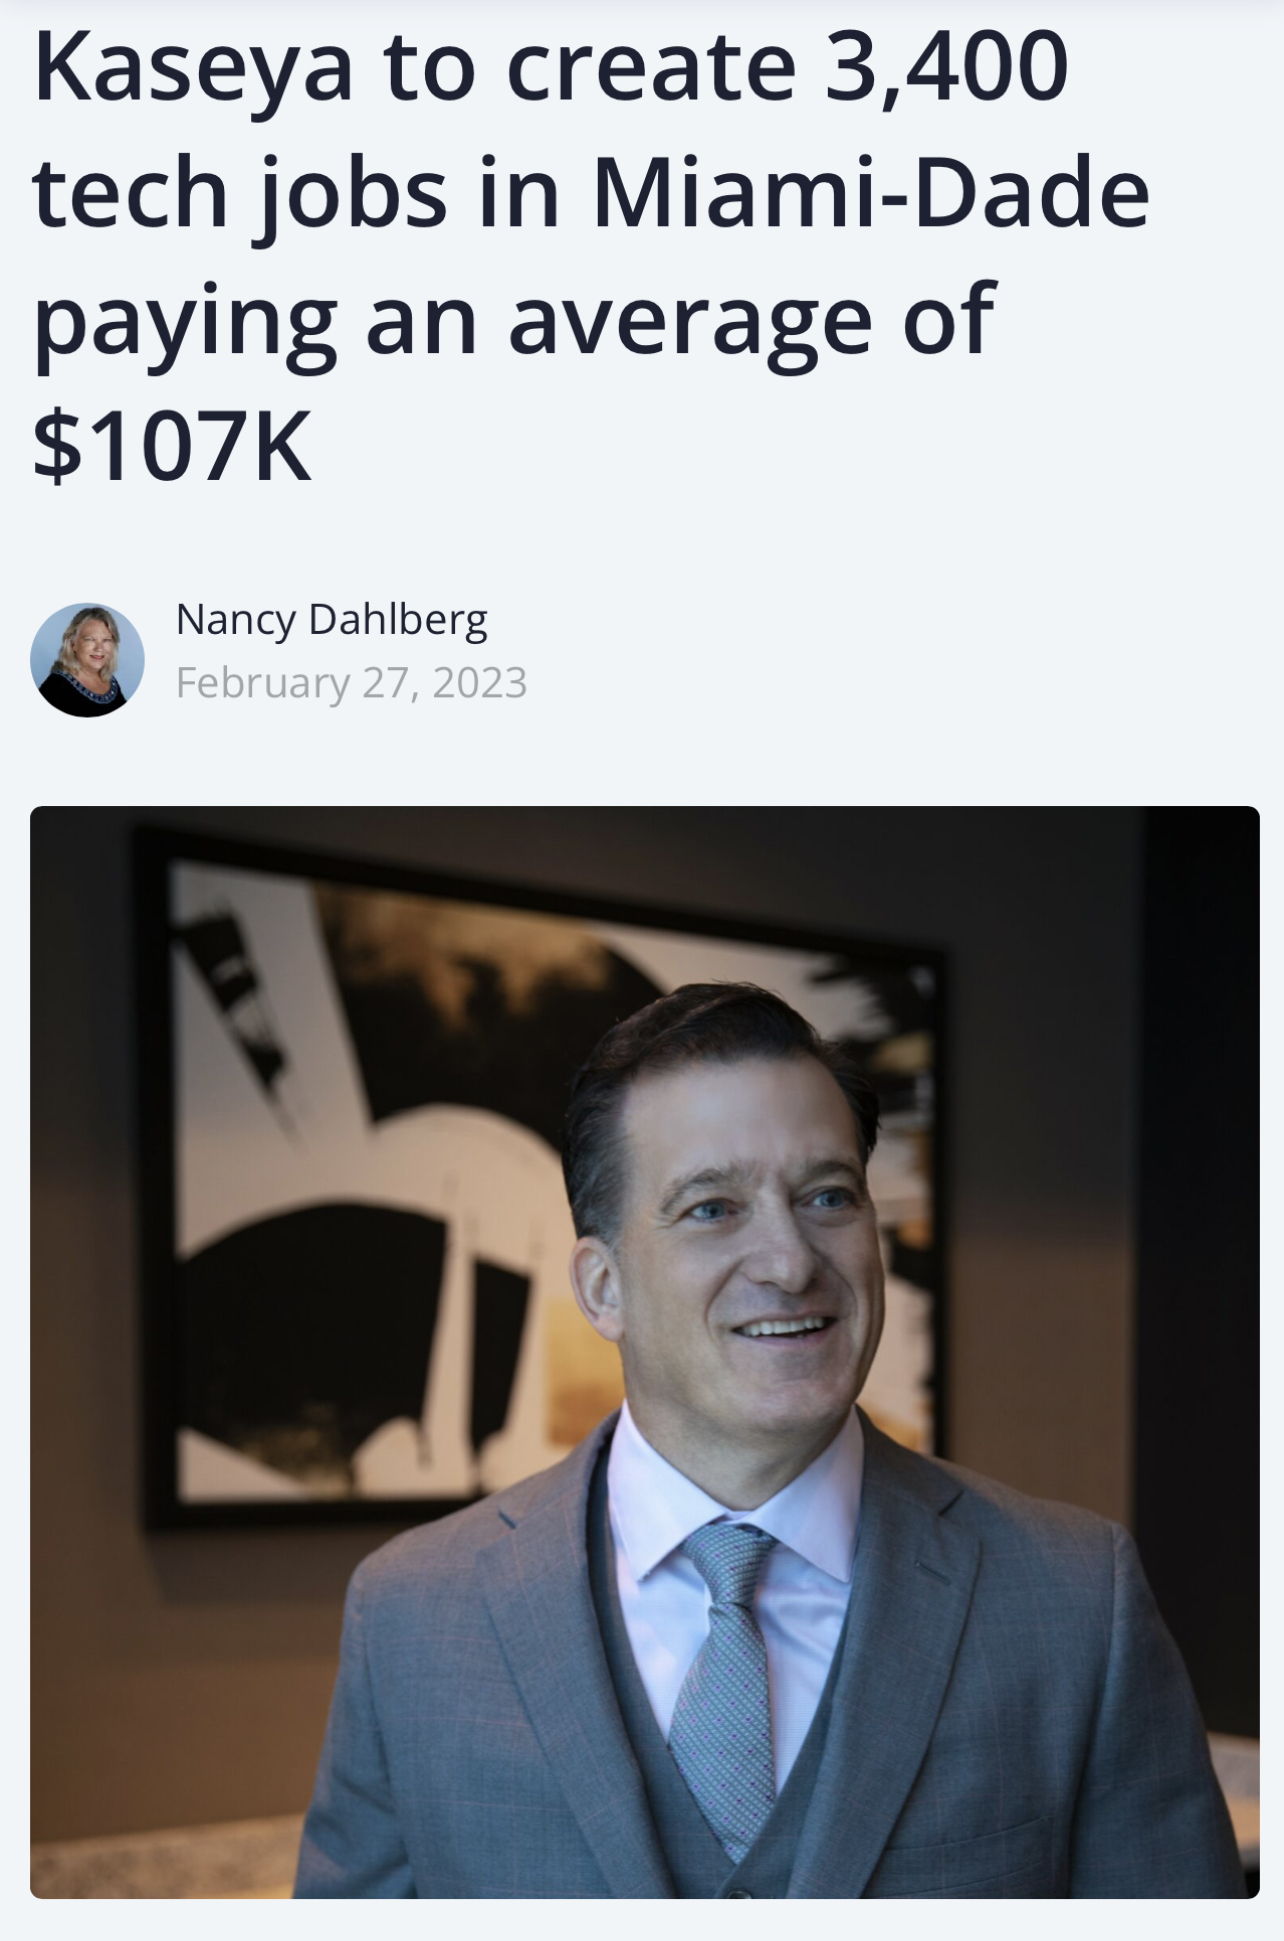 Kaseya to create 3,400
tech jobs in Miami-Dade
paying an average of
$107K
Nancy Dahlberg
February 27, 2023